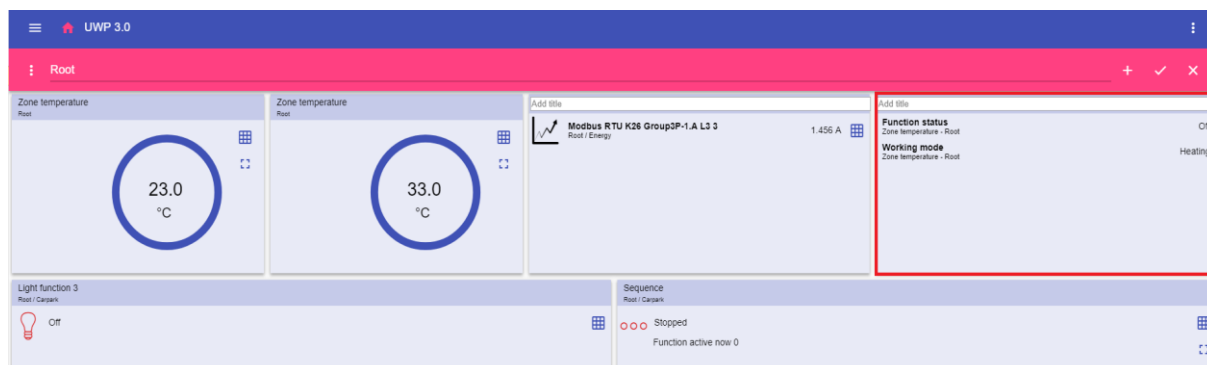 UWP 3.0
Root
Zone temperature
Root
23.0
°C
Zone temperature
Root
33.0
°C
Add title
Modbus RTU K26 Group3P-1.A L3 3
Root / Energy
1.456 A
Add title
Function status
Zone temperature - Root
Working mode
Zone temperature - Root
Heating
Light function 3
Root / Carpark
Off
Sequence
Root / Carpark
Stopped
Function active now 0